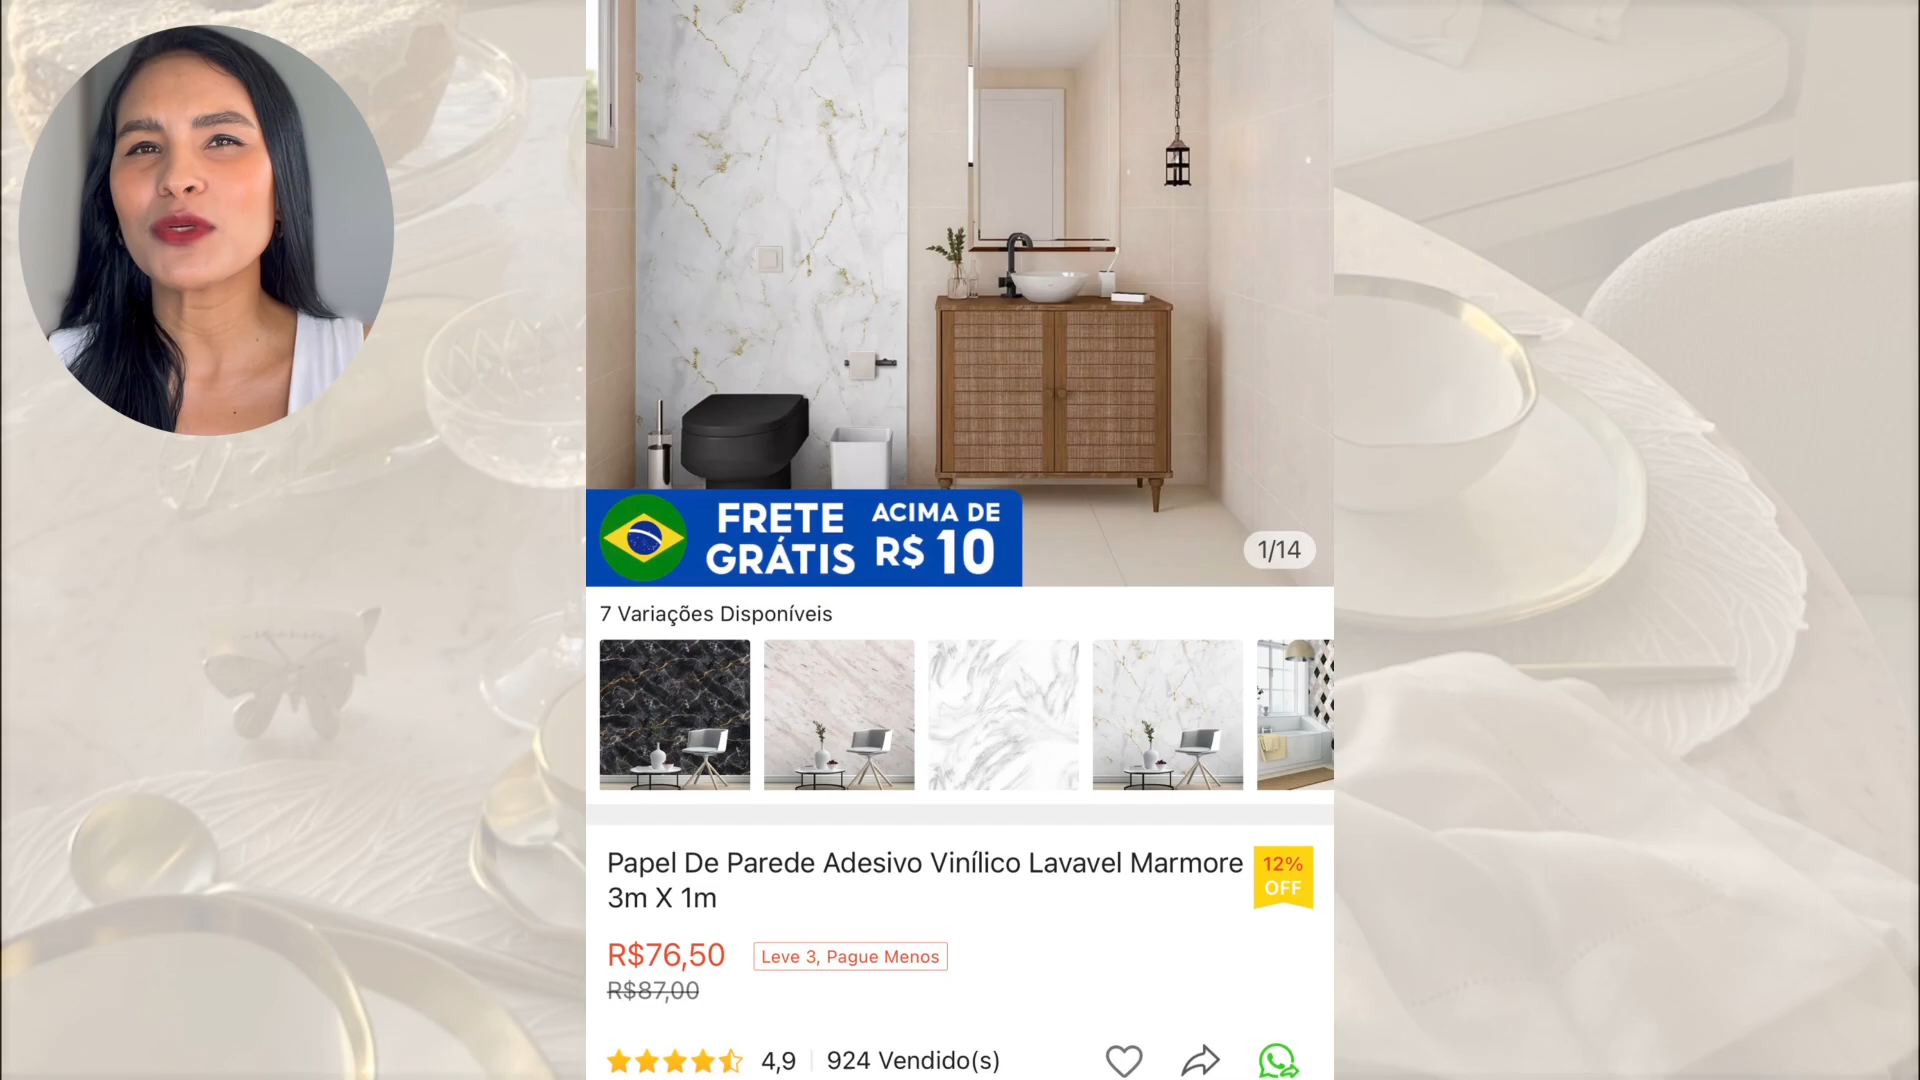 FRETE
GRÁTIS
ACIMA DE
R$ 10
1/14
7 Variações Disponíveis
Papel De Parede Adesivo Vinílico Lavavel Marmore
3m X 1m
12%
OFF
R$76,50
Leve 3, Pague Menos
R$87,00
4,9
924 Vendido(s)